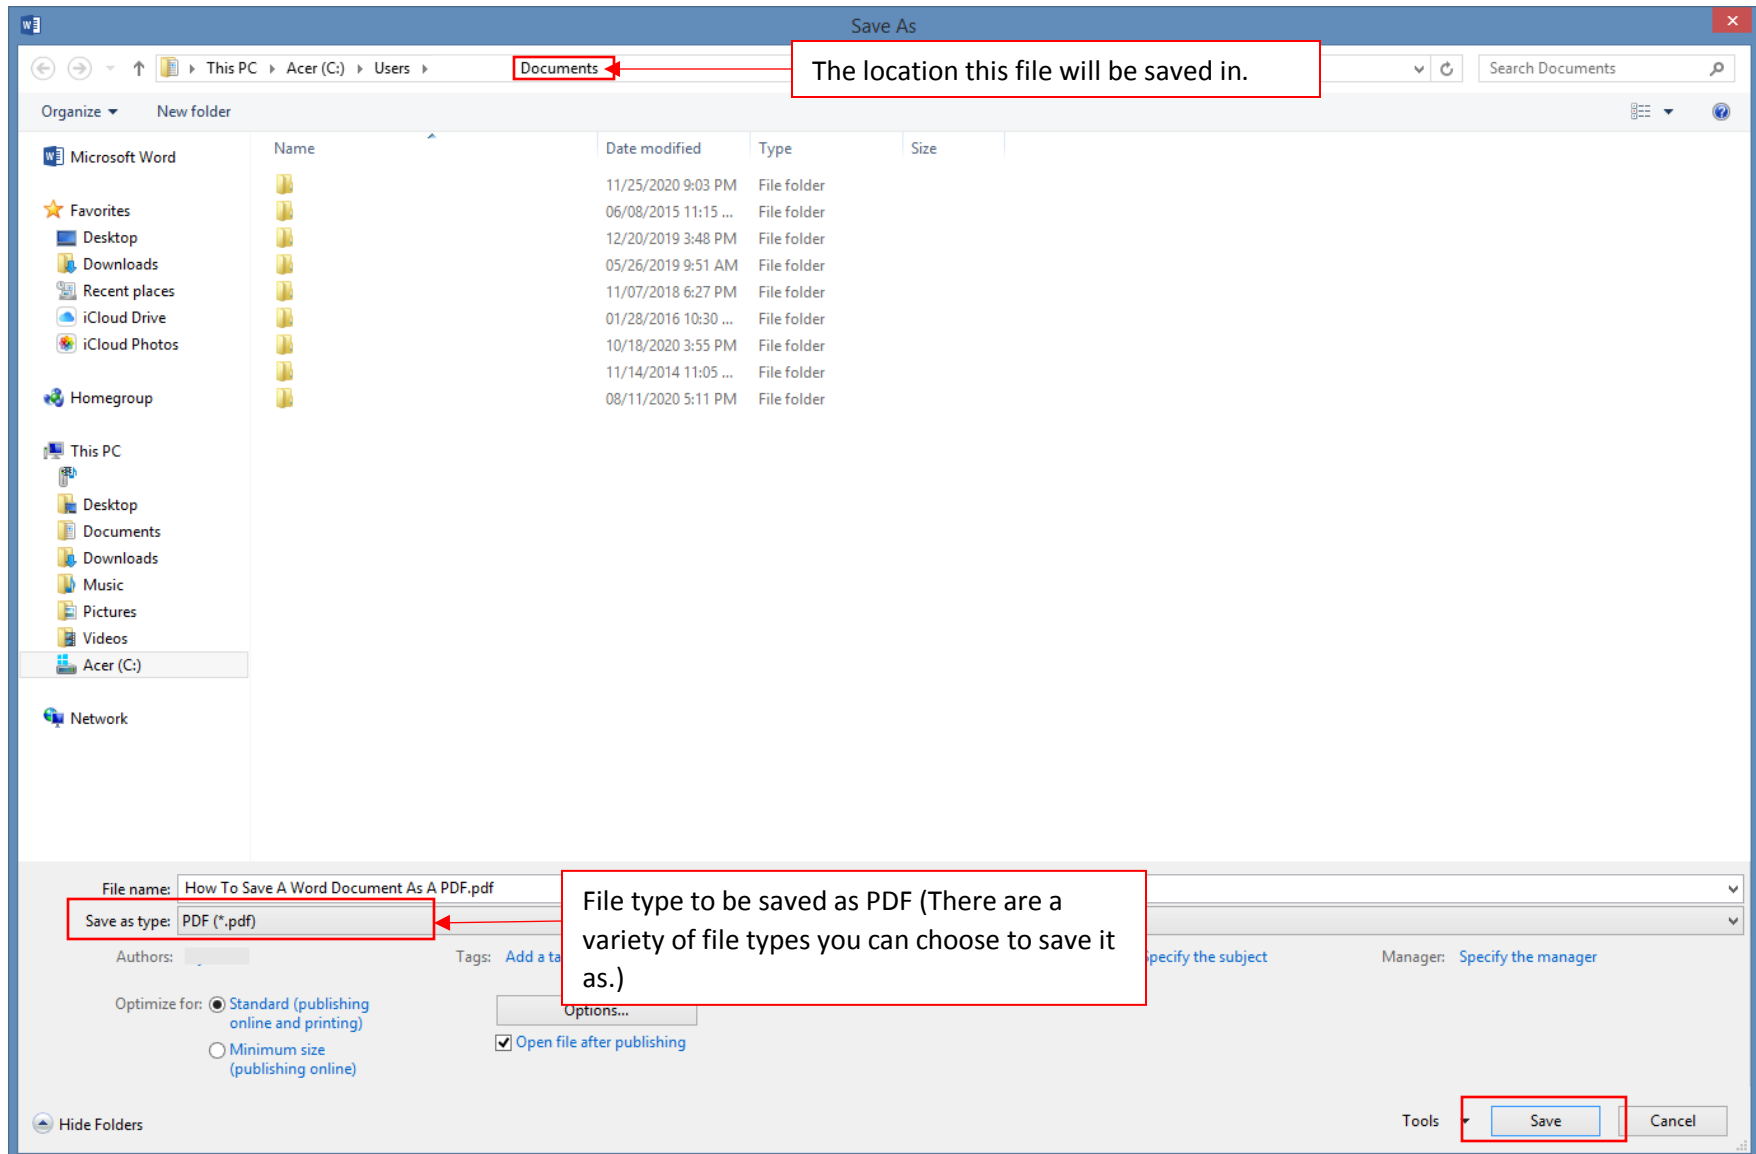 Save As
This PC Acer (C:) Users Documents
The location this file will be saved in.
Search Documents
Organize New folder
Name Date modified Type Size
Microsoft Word
11/25/2020 9:03 PM File folder
Favorites 06/08/2015 11:15 ... File folder
Desktop 12/20/2019 3:48 PM File folder
Downloads 05/26/2019 9:51 AM File folder
Recent places 11/07/2018 6:27 PM File folder
iCloud Drive 01/28/2016 10:30 ... File folder
iCloud Photos 10/18/2020 3:55 PM File folder
11/14/2014 11:05 ... File folder
Homegroup 08/11/2020 5:11 PM File folder
This PC
Desktop
Documents
Downloads
Music
Pictures
Videos
Acer (C:)
Network
File name: How To Save A Word Document As A PDF.pdf
Save as type: PDF (*.pdf)
File type to be saved as PDF (There are a
variety of file types you can choose to save it
as.)
Authors: Tags: Add a ta pecify the subject Manager: Specify the manager
Optimize for: Standard (publishing
online and printing)
Minimum size
(publishing online)
Options...
Open file after publishing
Hide Folders Tools Save Cancel